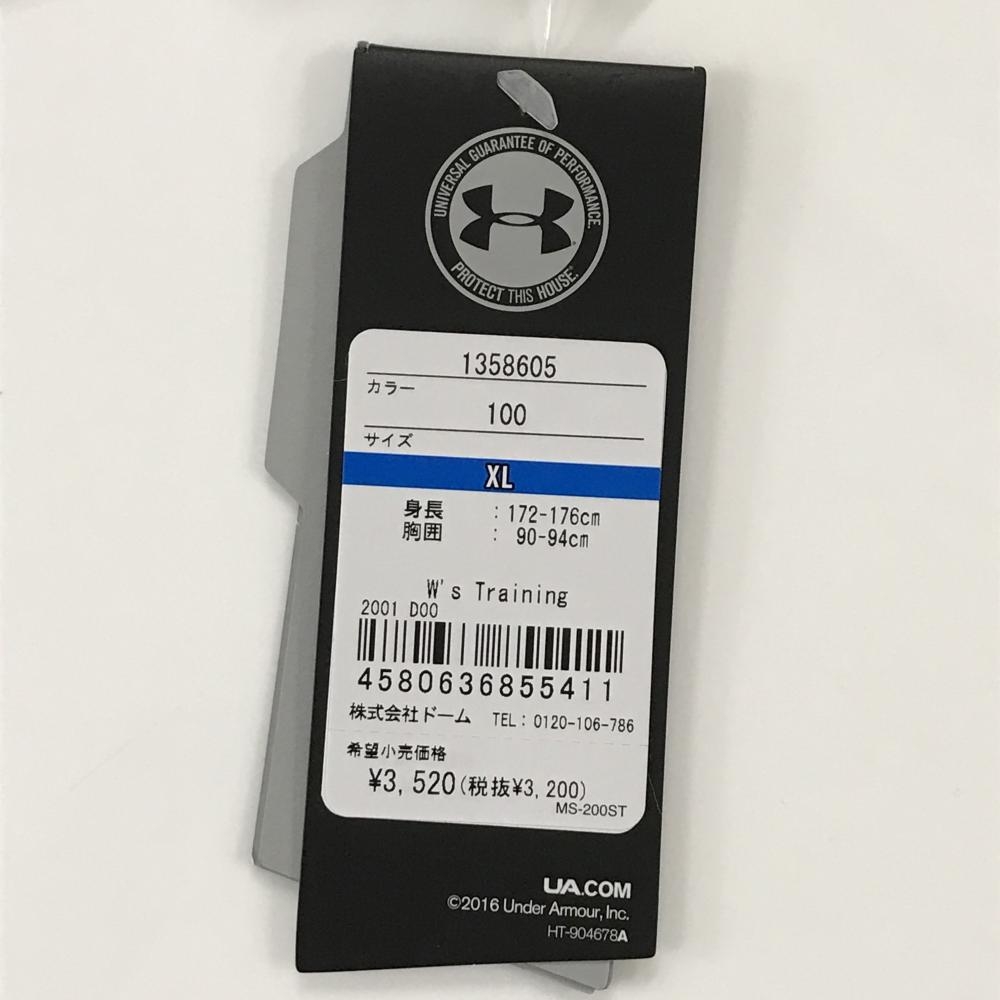 UNIVERSAL GUARANTEE OF PERFORMANCE.
PROTECT THIS HOUSE.
1358605
カラー
100
サイズ
XL
身長 : 172-176cm
胸囲 : 90-94cm
W's Training
2001 D00
4580636855411
株式会社ドーム TEL: 0120-106-786
希望小売価格
¥3,520(税抜¥3,200)
MS-200ST
UA.COM
©2016 Under Armour, Inc.
HT-904678A